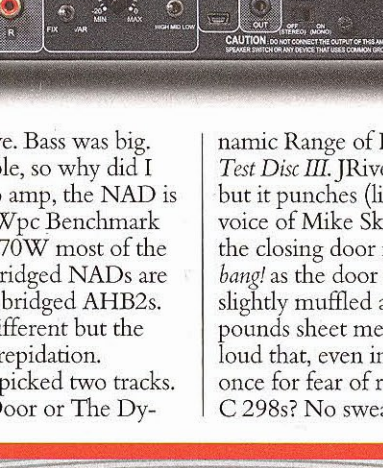 R
-20
MIN
0
MAX
FIX VAR
HIGH MID LOW
OUT
OFF (STEREO)
ON (MONO)
CAUTION: DO NOT CONNECT THE OUTPUT OF THIS AM
SPEAKER SWITCH OR ANY DEVICE THAT USES COMMON GRO
ve. Bass was big.
ole, so why did I
o amp, the NAD is
Wpc Benchmark
70W most of the
ridged NADs are
bridged AHB2s.
ifferent but the
repidation.
picked two tracks.
Door or The Dy-
namic Range of
Test Disc III. JRive
but it punches (li
voice of Mike Sk
the closing door
bang! as the door
slightly muffled a
pounds sheet me
loud that, even in
once for fear of r
C 298s? No swea